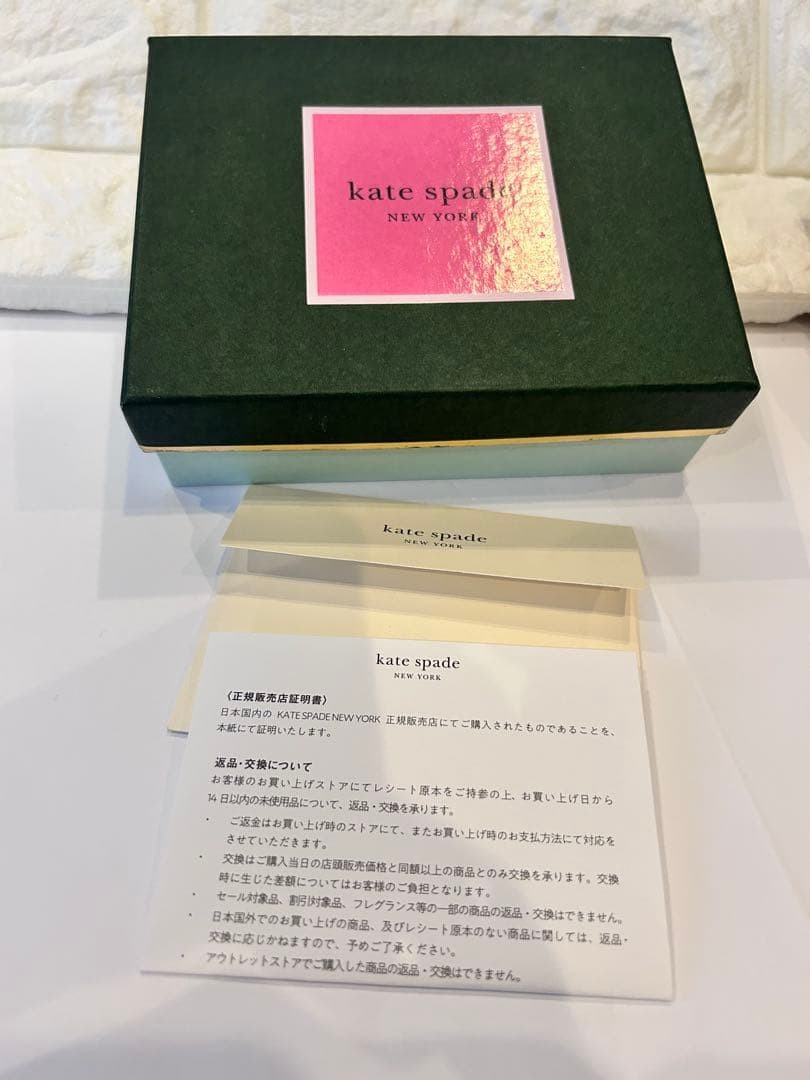 kate spade
NEW YORK
kate spade
NEW YORK
kate spade
NEW YORK
〈正規販売店証明書〉
日本国内の KATE SPADE NEW YORK 正規販売店にてご購入されたものであることを、
本紙にて証明いたします。
返品・交換について
お客様のお買い上げストアにてレシート原本をご持参の上、お買い上げ日から
14日以内の未使用品について、返品・交換を承ります。
・ ご返金はお買い上げ時のストアにて、またお買い上げ時のお支払方法にて対応を
させていただきます。
・ 交換はご購入当日の店頭販売価格と同額以上の商品とのみ交換を承ります。交換
時に生じた差額についてはお客様のご負担となります。
・ セール対象品、割引対象品、フレグランス等の一部の商品の返品・交換はできません。
・ 日本国外でのお買い上げの商品、及びレシート原本のない商品に関しては、返品・
交換に応じかねますので、予めご了承ください。
・ アウトレットストアでご購入した商品の返品・交換はできません。